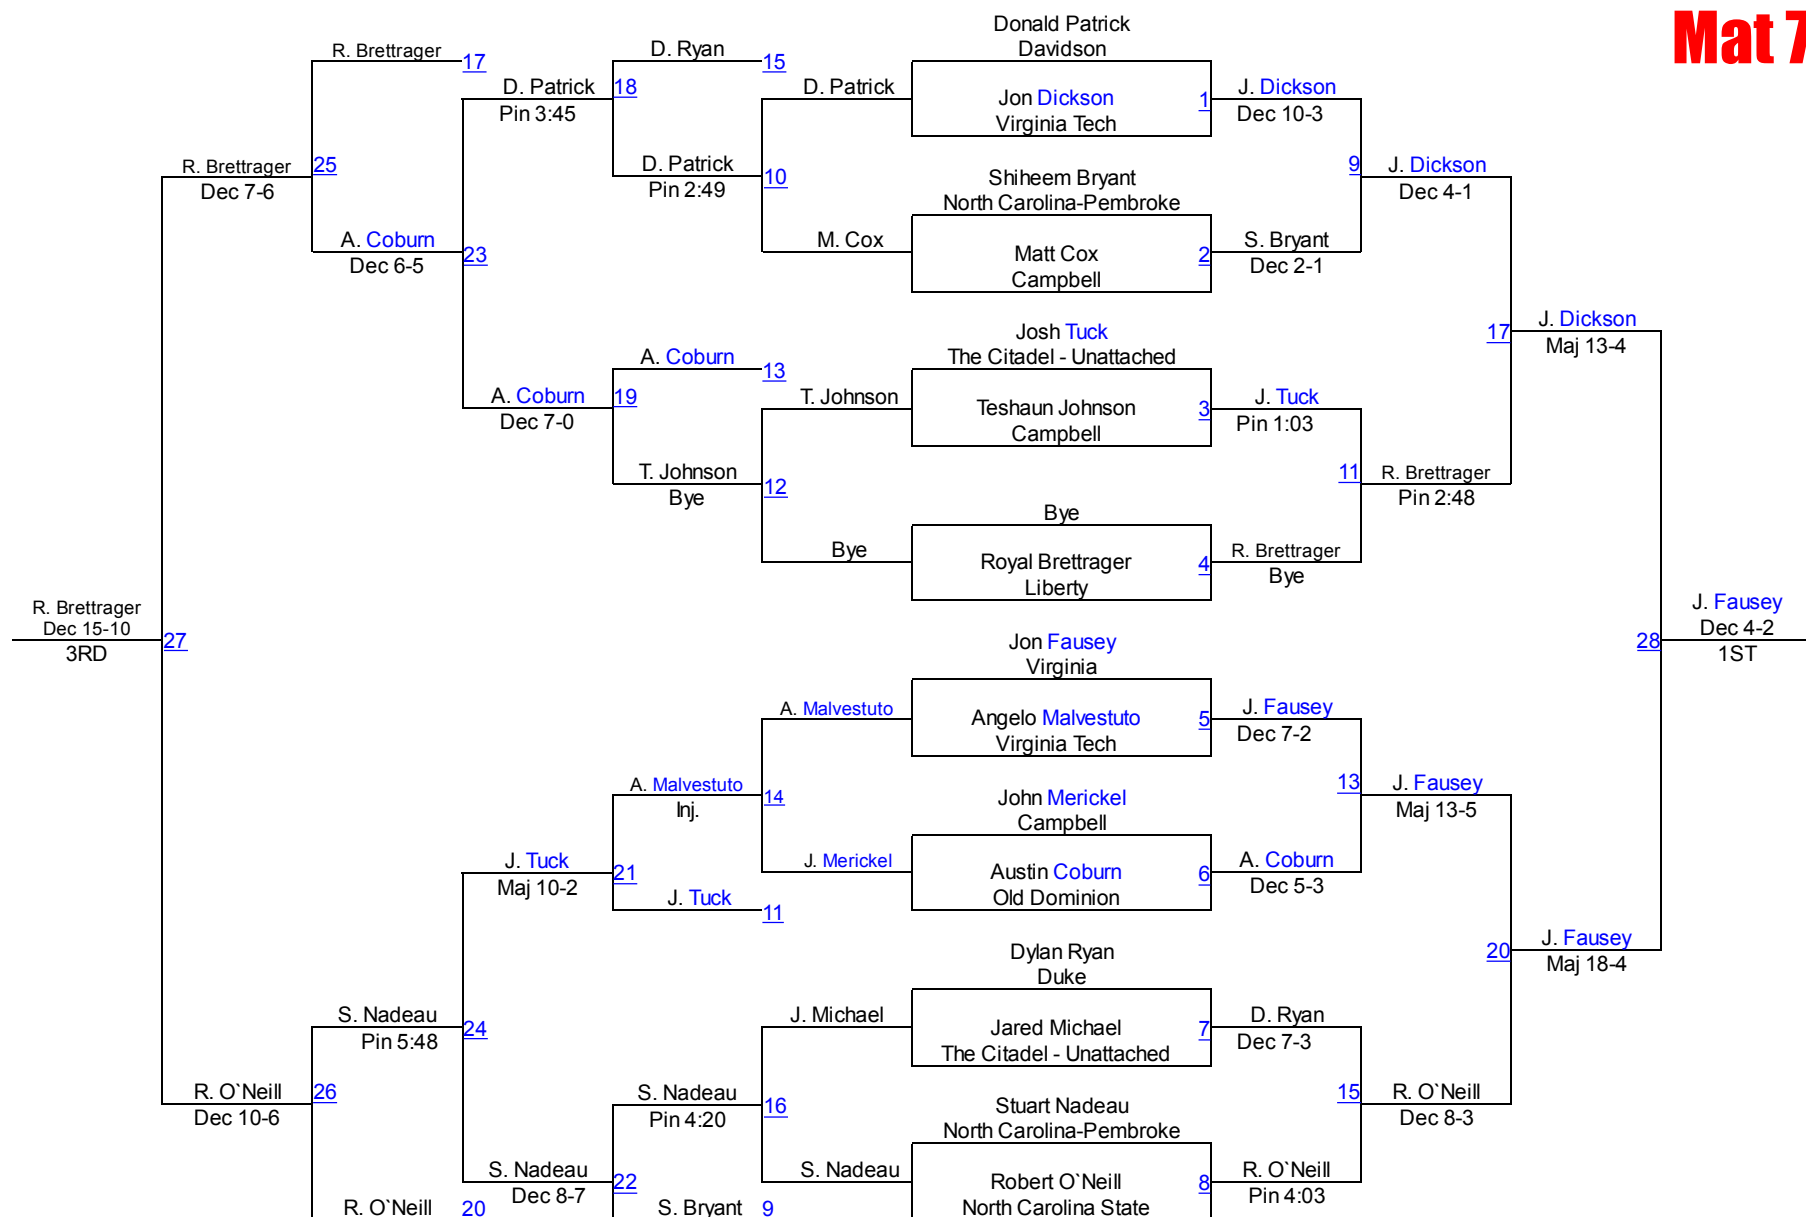 Mat 7
Donald Patrick
Davidson
R. Brettrager
17
D. Ryan
15
D. Patrick
Pin 3:45
18
D. Patrick
Jon Dickson
Virginia Tech
1
J. Dickson
Dec 10-3
R. Brettrager
Dec 7-6
25
D. Patrick
Pin 2:49
10
Shiheem Bryant
North Carolina-Pembroke
9
J. Dickson
Dec 4-1
A. Coburn
Dec 6-5
23
M. Cox
Matt Cox
Campbell
2
S. Bryant
Dec 2-1
Josh Tuck
The Citadel - Unattached
17
J. Dickson
Maj 13-4
A. Coburn
13
A. Coburn
Dec 7-0
19
T. Johnson
Teshaun Johnson
Campbell
3
J. Tuck
Pin 1:03
T. Johnson
Bye
12
11
R. Brettrager
Pin 2:48
Bye
Bye
Royal Brettrager
Liberty
4
R. Brettrager
Bye
R. Brettrager
Dec 15-10
3RD
27
Jon Fausey
Virginia
28
J. Fausey
Dec 4-2
1ST
A. Malvestuto
Angelo Malvestuto
Virginia Tech
5
J. Fausey
Dec 7-2
A. Malvestuto
Inj.
14
John Merickel
Campbell
13
J. Fausey
Maj 13-5
J. Tuck
Maj 10-2
21
J. Merickel
Austin Coburn
Old Dominion
6
A. Coburn
Dec 5-3
J. Tuck
11
Dylan Ryan
Duke
20
J. Fausey
Maj 18-4
S. Nadeau
Pin 5:48
24
J. Michael
Jared Michael
The Citadel - Unattached
7
D. Ryan
Dec 7-3
R. O`Neill
Dec 10-6
26
S. Nadeau
Pin 4:20
16
Stuart Nadeau
North Carolina-Pembroke
15
R. O`Neill
Dec 8-3
S. Nadeau
Dec 8-7
22
S. Nadeau
Robert O`Neill
North Carolina State
8
R. O`Neill
Pin 4:03
R. O`Neill
20
S. Bryant
9